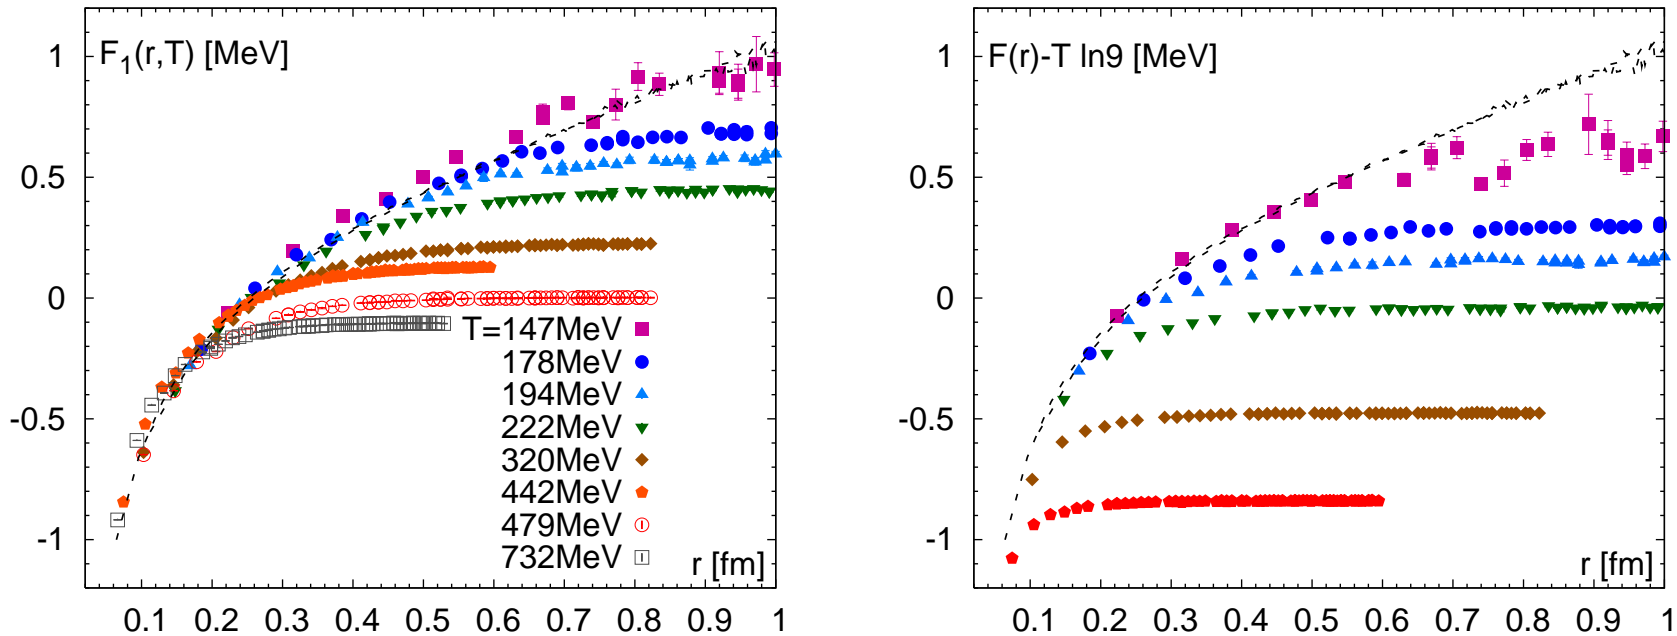 F1(r,T) [MeV]
1
0.5
0
-0.5
-1
T=147MeV
178MeV
194MeV
222MeV
320MeV
442MeV
479MeV
732MeV
r [fm]
0.1 0.2 0.3 0.4 0.5 0.6 0.7 0.8 0.9 1
F(r)-T ln9 [MeV]
1
0.5
0
-0.5
-1
r [fm]
0.1 0.2 0.3 0.4 0.5 0.6 0.7 0.8 0.9 1